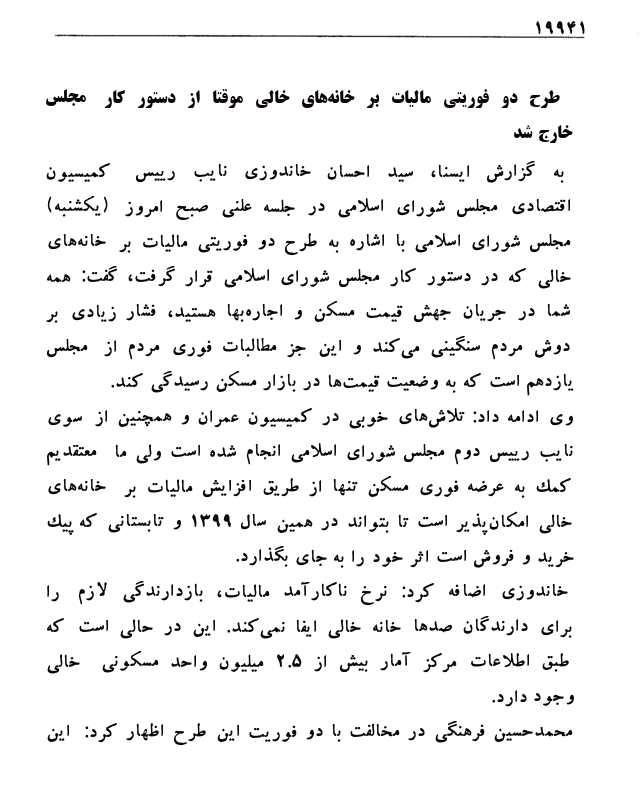 ۱۹۹۴۱
طرح دو فوریتی مالیات بر خانه‌های خالی موقتا از دستور کار مجلس
خارج شد
به گزارش ایسنا، سید احسان خاندوزی نایب رییس کمیسیون
اقتصادی مجلس شورای اسلامی در جلسه علنی صبح امروز (یکشنبه)
مجلس شورای اسلامی با اشاره به طرح دو فوریتی مالیات بر خانه‌های
خالی که در دستور کار مجلس شورای اسلامی قرار گرفت، گفت: همه
شما در جریان جهش قیمت مسکن و اجاره‌بها هستید، فشار زیادی بر
دوش مردم سنگینی می‌کند و این جز مطالبات فوری مردم از مجلس
یازدهم است که به وضعیت قیمت‌ها در بازار مسکن رسیدگی کند.
وی ادامه داد: تلاش‌های خوبی در کمیسیون عمران و همچنین از سوی
نایب رییس دوم مجلس شورای اسلامی انجام شده است ولی ما معتقدیم
کمک به عرضه فوری مسکن تنها از طریق افزایش مالیات بر خانه‌های
خالی امکان‌پذیر است تا بتواند در همین سال ۱۳۹۹ و تابستانی که پیک
خرید و فروش است اثر خود را به جای بگذارد.
خاندوزی اضافه کرد: نرخ ناکارآمد مالیات، بازدارندگی لازم را
برای دارندگان صدها خانه خالی ایفا نمی‌کند. این در حالی است که
طبق اطلاعات مرکز آمار بیش از ۲.۵ میلیون واحد مسکونی خالی
وجود دارد.
محمدحسین فرهنگی در مخالفت با دو فوریت این طرح اظهار کرد: این